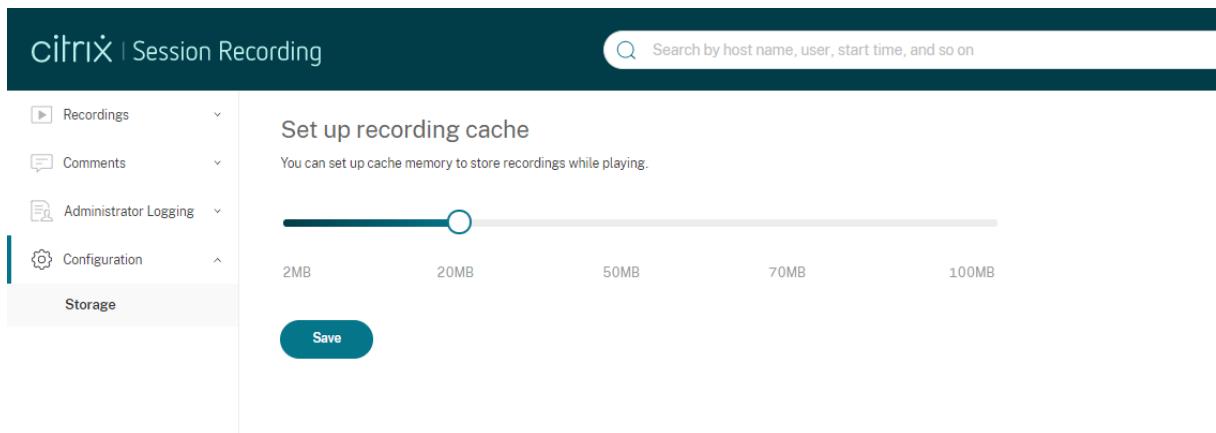 citrix | Session Recording
Search by host name, user, start time, and so on
Recordings
Comments
Administrator Logging
Configuration
Storage
Set up recording cache
You can set up cache memory to store recordings while playing.
2MB 20MB 50MB 70MB 100MB
Save